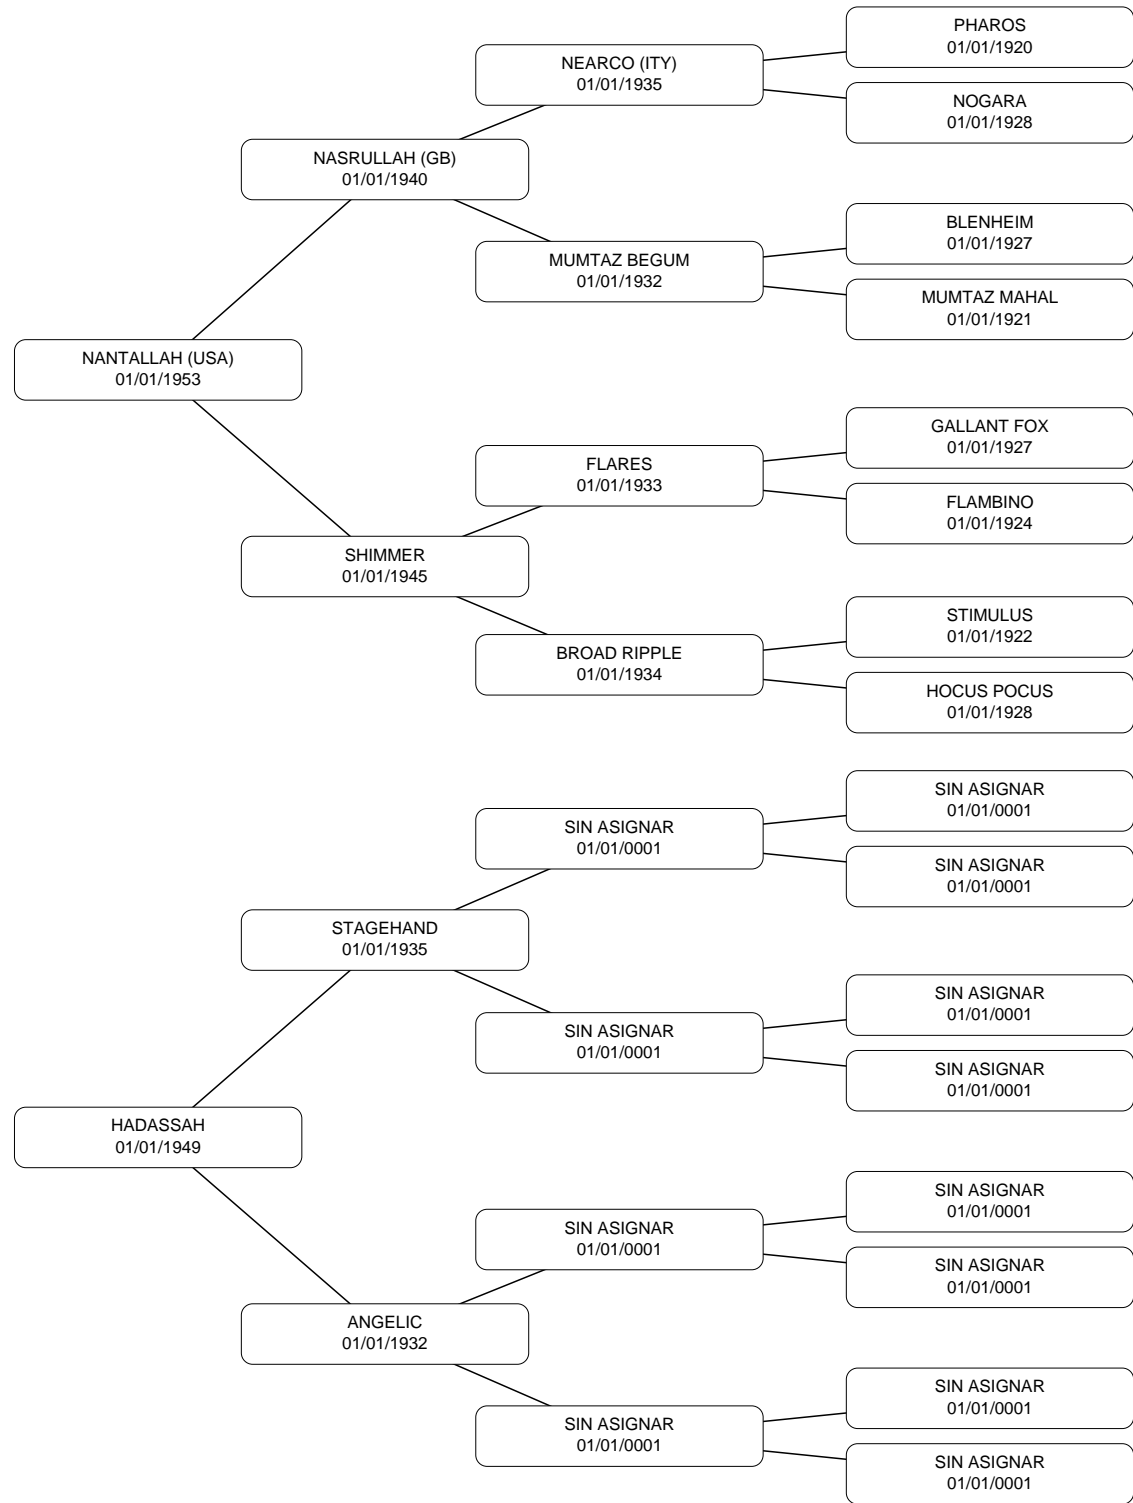 PHAROS
01/01/1920
NEARCO (ITY)
01/01/1935
NOGARA
01/01/1928
NASRULLAH (GB)
01/01/1940
BLENHEIM
01/01/1927
MUMTAZ BEGUM
01/01/1932
MUMTAZ MAHAL
01/01/1921
NANTALLAH (USA)
01/01/1953
GALLANT FOX
01/01/1927
FLARES
01/01/1933
FLAMBINO
01/01/1924
SHIMMER
01/01/1945
STIMULUS
01/01/1922
BROAD RIPPLE
01/01/1934
HOCUS POCUS
01/01/1928
SIN ASIGNAR
01/01/0001
SIN ASIGNAR
01/01/0001
SIN ASIGNAR
01/01/0001
STAGEHAND
01/01/1935
SIN ASIGNAR
01/01/0001
SIN ASIGNAR
01/01/0001
SIN ASIGNAR
01/01/0001
HADASSAH
01/01/1949
SIN ASIGNAR
01/01/0001
SIN ASIGNAR
01/01/0001
SIN ASIGNAR
01/01/0001
ANGELIC
01/01/1932
SIN ASIGNAR
01/01/0001
SIN ASIGNAR
01/01/0001
SIN ASIGNAR
01/01/0001